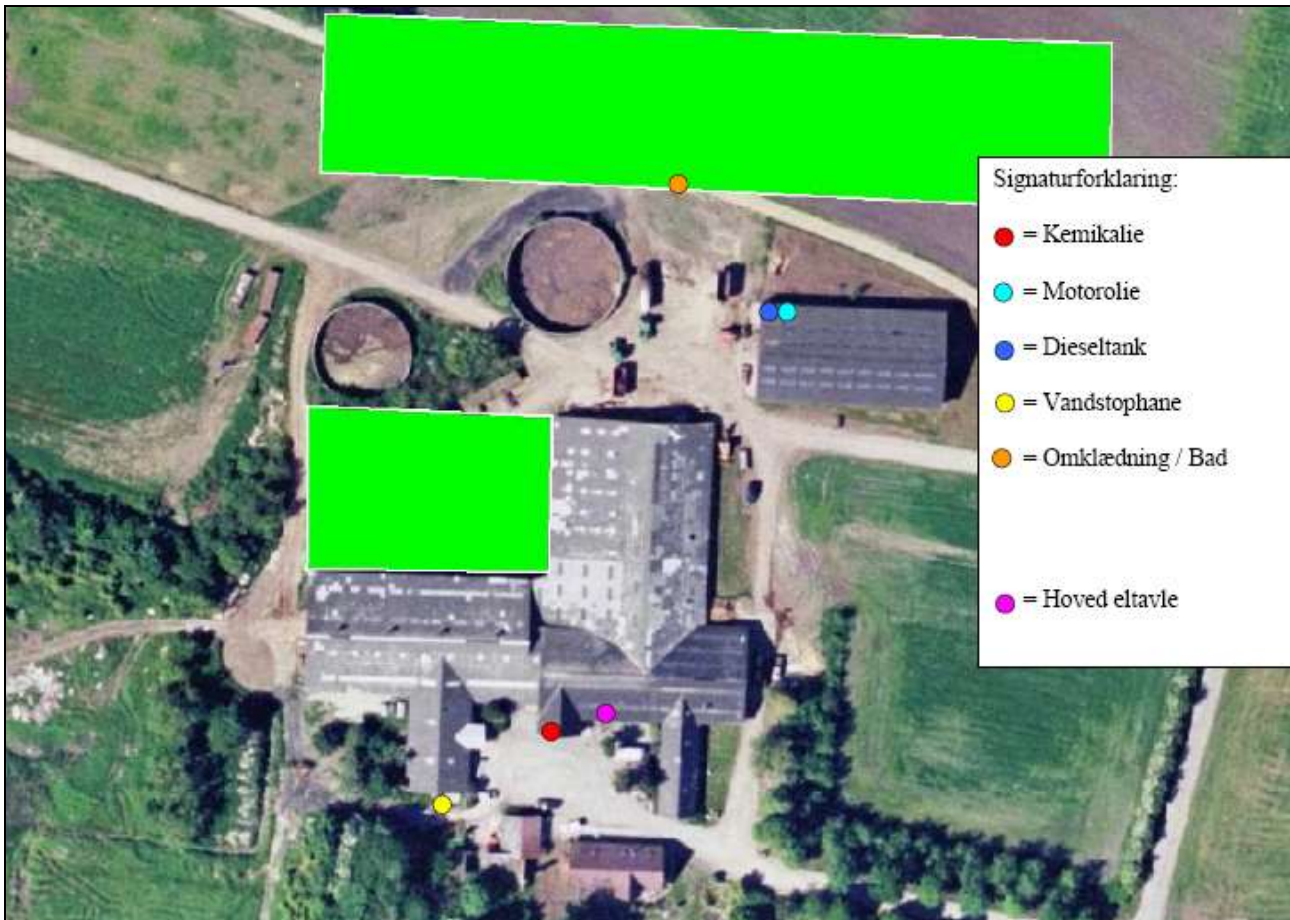 Signaturforklaring:
= Kemikalie
= Motorolie
= Dieseltank
= Vandstophane
= Omklædning / Bad
= Hoved eltavle